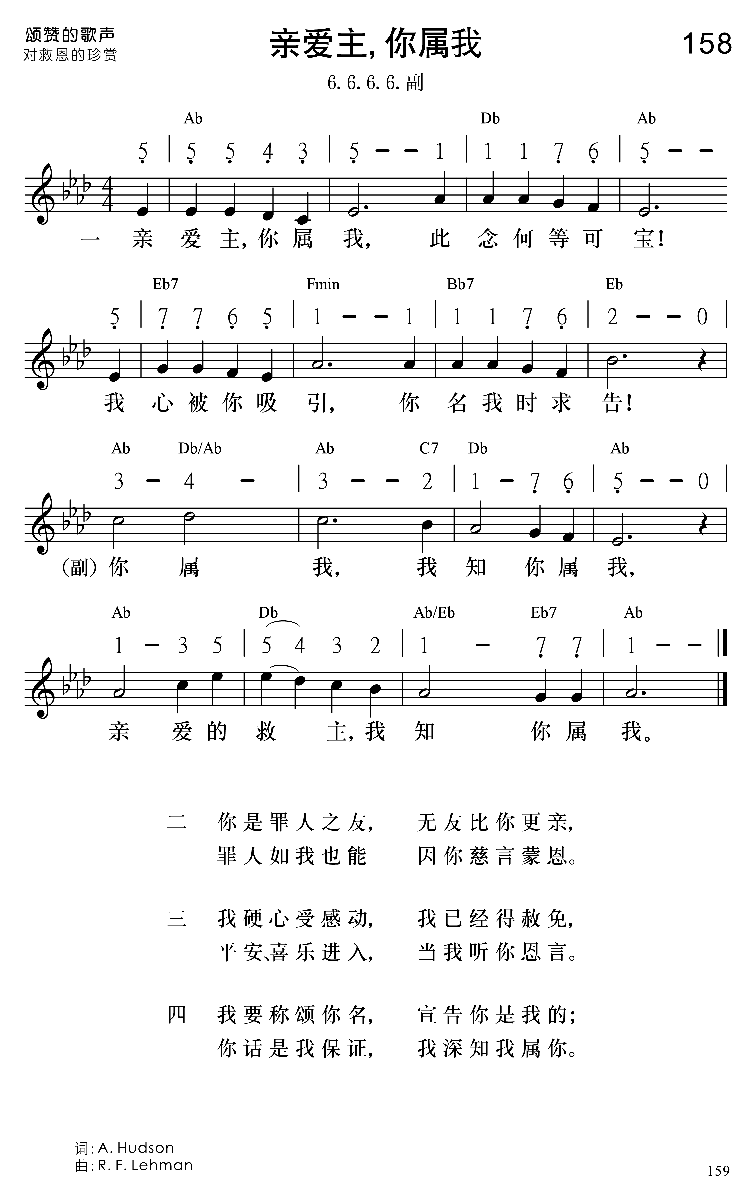 颂赞的歌声
对救恩的珍赏
亲爱主,你属我
158
6. 6. 6. 6. 副
Ab Db Ab
5 | 5 5 4 3 | 5 - - 1 | 1 1 7 6 | 5 - -
4
4
一 亲 爱 主,你 属 我, 此 念 何 等 可 宝!
Eb7 Fmin Bb7 Eb
5 | 7 7 6 5 | 1 - - 1 | 1 1 7 6 | 2 - - 0
我 心 被 你 吸 引, 你 名 我 时 求 告!
Ab Db/Ab Ab C7 Db Ab
3 - 4 - | 3 - - 2 | 1 - 7 6 | 5 - - 0
(副) 你 属 我, 我 知 你 属 我,
Ab Db Ab/Eb Eb7 Ab
1 - 3 5 | 5 4 3 2 | 1 - 7 7 | 1 - -
亲 爱 的 救 主,我 知 你 属 我。
二 你是罪人之友, 无友比你更亲,
罪人如我也能 因你慈言蒙恩。
三 我硬心受感动, 我已经得赦免,
平安、喜乐进入, 当我听你恩言。
四 我要称颂你名, 宣告你是我的;
你话是我保证, 我深知我属你。
词: A. Hudson
曲: R. F. Lehman
159